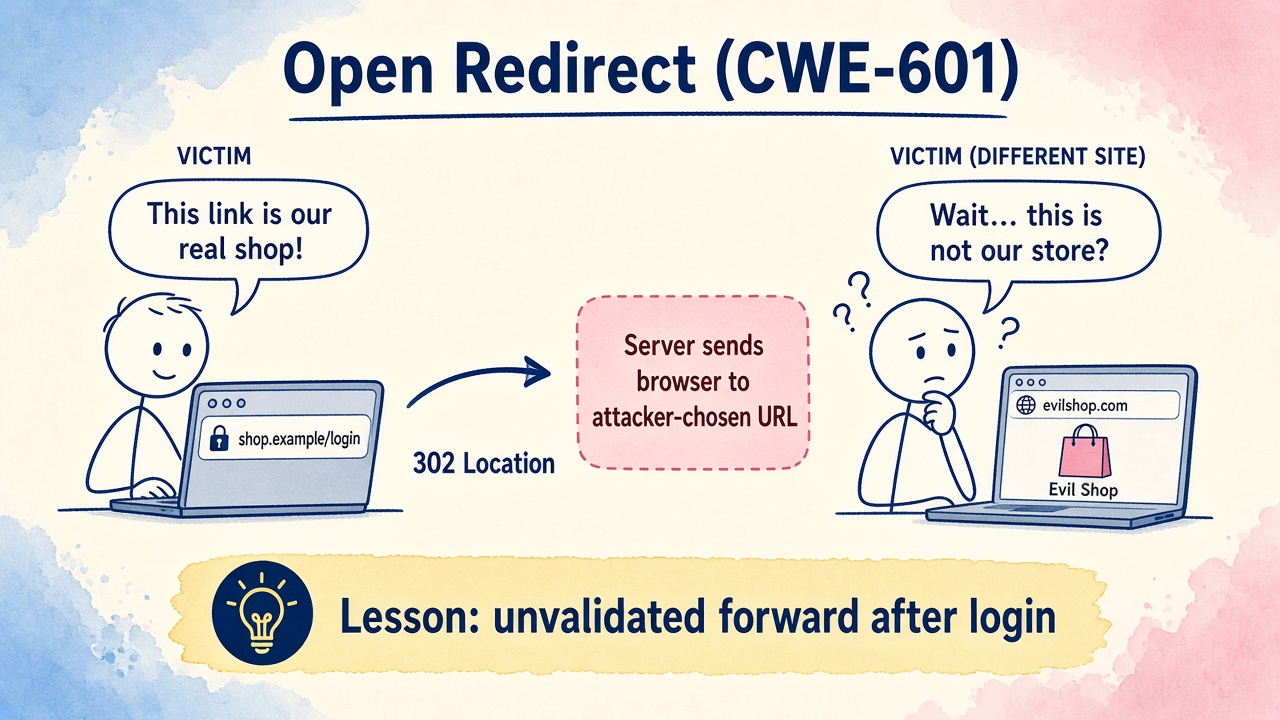 Open Redirect (CWE-601)
VICTIM
This link is our
real shop!
shop.example/login
302 Location
Server sends
browser to
attacker-chosen URL
VICTIM (DIFFERENT SITE)
Wait... this is
not our store?
? ? ?
evilshop.com
Evil Shop
Lesson: unvalidated forward after login